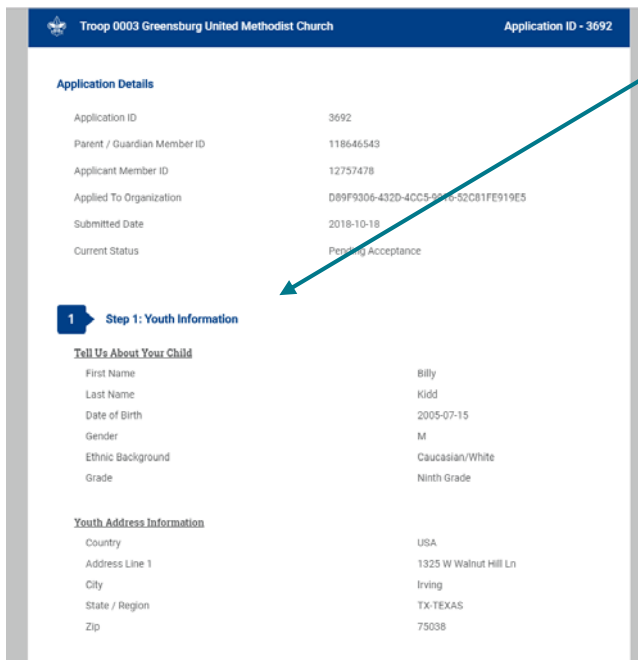 Troop 0003 Greensburg United Methodist Church Application ID - 3692
Application Details
Application ID 3692
Parent / Guardian Member ID 118646543
Applicant Member ID 12757478
Applied To Organization
Submitted Date 2018-10-18
Current Status Pending Acceptance
1 Step 1: Youth Information
Tell Us About Your Child
First Name Billy
Last Name Kidd
Date of Birth 2005-07-15
Gender M
Ethnic Background Caucasian/White
Grade Ninth Grade
Youth Address Information
Country USA
Address Line 1 1325 W Walnut Hill Ln
City Irving
State / Region TX-TEXAS
Zip 75038